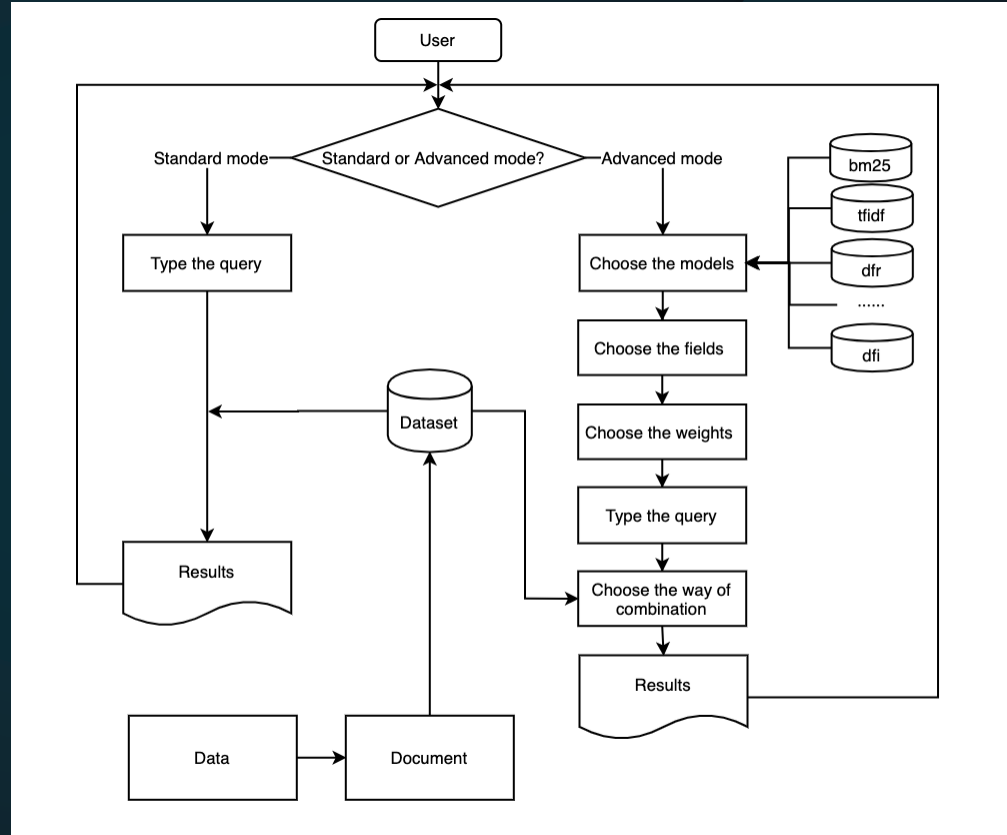 User
Standard mode
Standard or Advanced mode?
Advanced mode
bm25
tfidf
dfr
......
dfi
Type the query
Choose the models
Choose the fields
Dataset
Choose the weights
Type the query
Results
Choose the way of
combination
Results
Data
Document